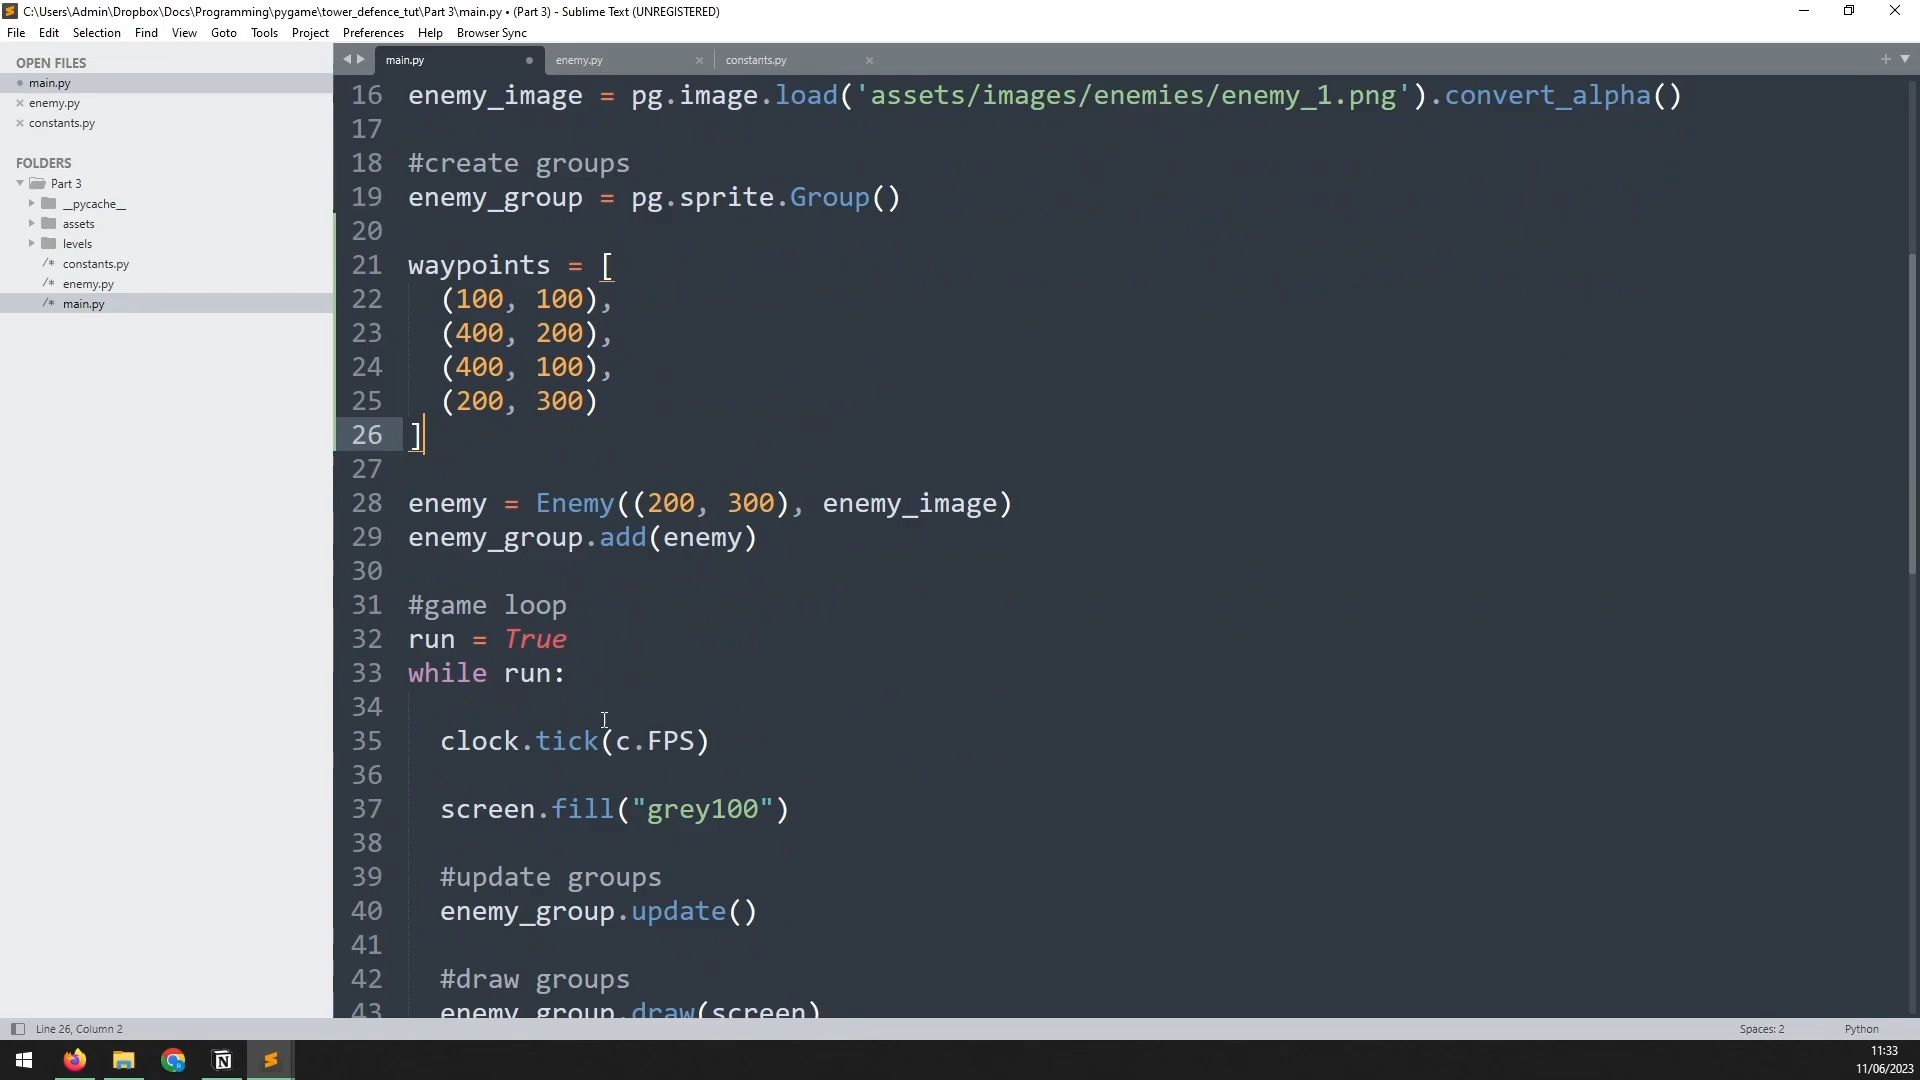 C:\Users\Admin\Dropbox\Docs\Programming\pygame\tower_defence_tut\Part 3\main.py • (Part 3) - Sublime Text (UNREGISTERED)
File Edit Selection Find View Goto Tools Project Preferences Help Browser Sync
OPEN FILES
main.py
enemy.py
constants.py
FOLDERS
Part 3
__pycache__
assets
levels
/* constants.py
/* enemy.py
/* main.py
main.py enemy.py constants.py
16 enemy_image = pg.image.load('assets/images/enemies/enemy_1.png').convert_alpha()
17
18 #create groups
19 enemy_group = pg.sprite.Group()
20
21 waypoints = [
22 (100, 100),
23 (400, 200),
24 (400, 100),
25 (200, 300)
26 ]
27
28 enemy = Enemy((200, 300), enemy_image)
29 enemy_group.add(enemy)
30
31 #game loop
32 run = True
33 while run:
34
35 clock.tick(c.FPS)
36
37 screen.fill("grey100")
38
39 #update groups
40 enemy_group.update()
41
42 #draw groups
43 enemy_group.draw(screen)
Line 26, Column 2
Spaces: 2
Python
11:33
11/06/2023